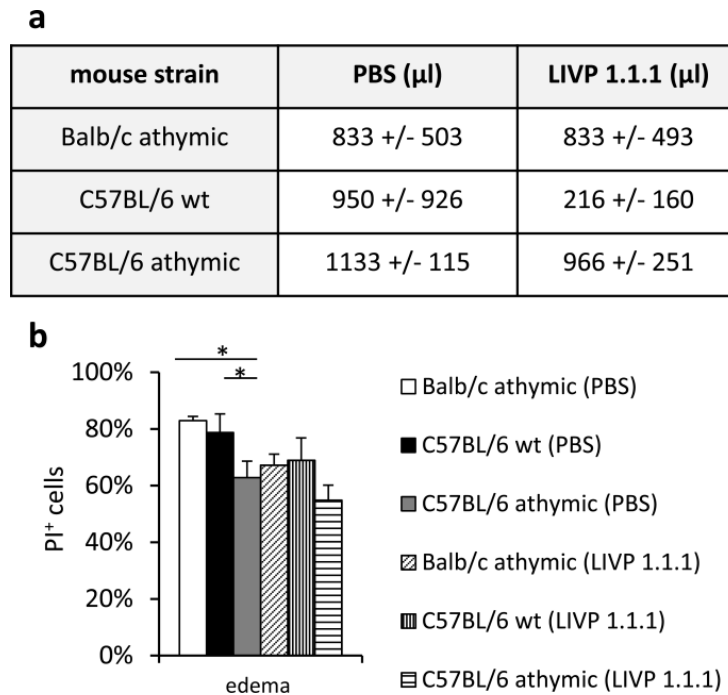 a
mouse strain PBS (µl) LIVP 1.1.1 (µl)
Balb/c athymic 833 +/- 503 833 +/- 493
C57BL/6 wt 950 +/- 926 216 +/- 160
C57BL/6 athymic 1133 +/- 115 966 +/- 251
b
*
*
100%
80%
60%
40%
20%
0%
PI⁺ cells
edema
Balb/c athymic (PBS)
C57BL/6 wt (PBS)
C57BL/6 athymic (PBS)
Balb/c athymic (LIVP 1.1.1)
C57BL/6 wt (LIVP 1.1.1)
C57BL/6 athymic (LIVP 1.1.1)